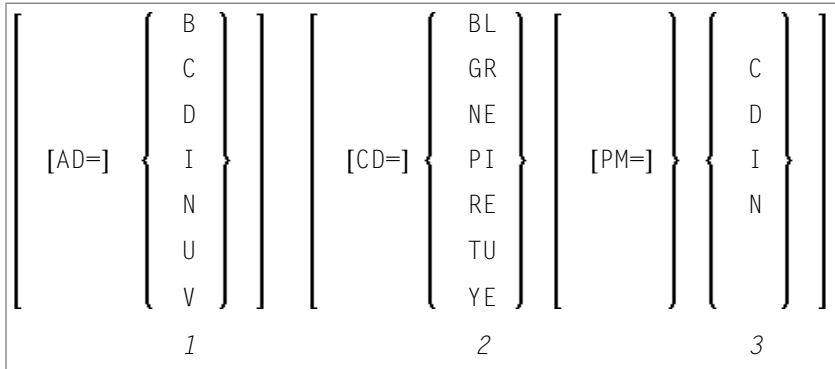 B BL
C GR C
D NE D
[AD=] I [CD=] PI [PM=] I
N RE N
U TU
V YE
1 2 3